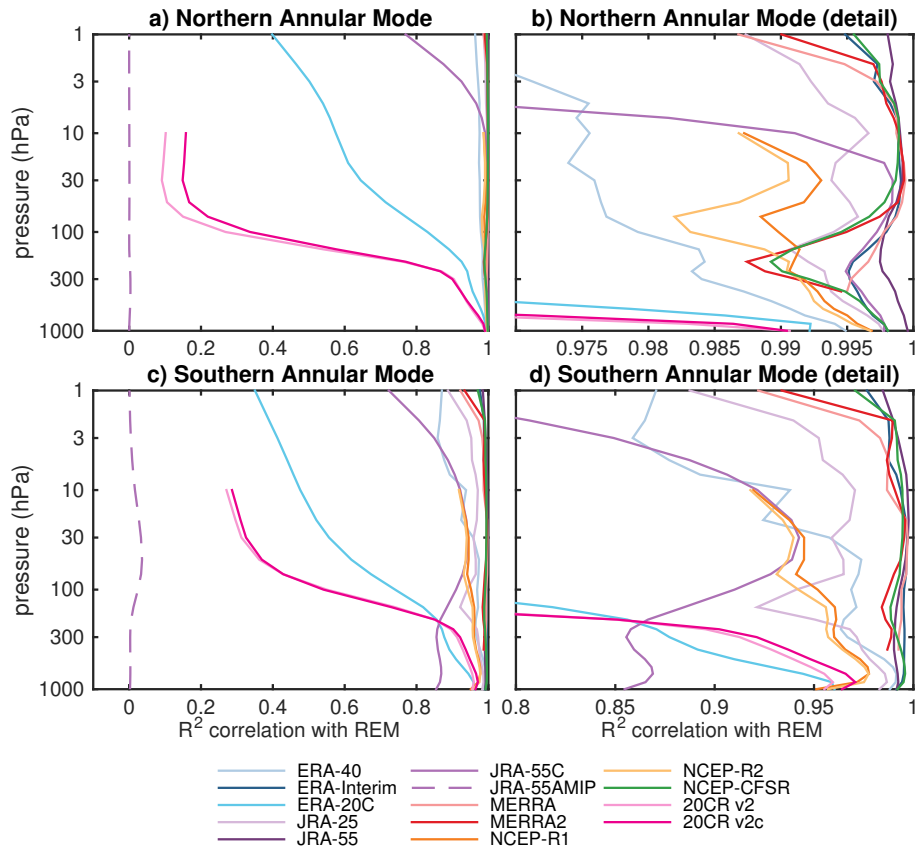 a) Northern Annular Mode
b) Northern Annular Mode (detail)
pressure (hPa)
1
3
10
30
100
300
1000
0 0.2 0.4 0.6 0.8 1
0.975 0.98 0.985 0.99 0.995 1
c) Southern Annular Mode
d) Southern Annular Mode (detail)
pressure (hPa)
1
3
10
30
100
300
1000
0 0.2 0.4 0.6 0.8 1
0.8 0.85 0.9 0.95 1
R² correlation with REM
R² correlation with REM
ERA-40
ERA-Interim
ERA-20C
JRA-25
JRA-55
JRA-55C
JRA-55AMIP
MERRA
MERRA2
NCEP-R1
NCEP-R2
NCEP-CFSR
20CR v2
20CR v2c